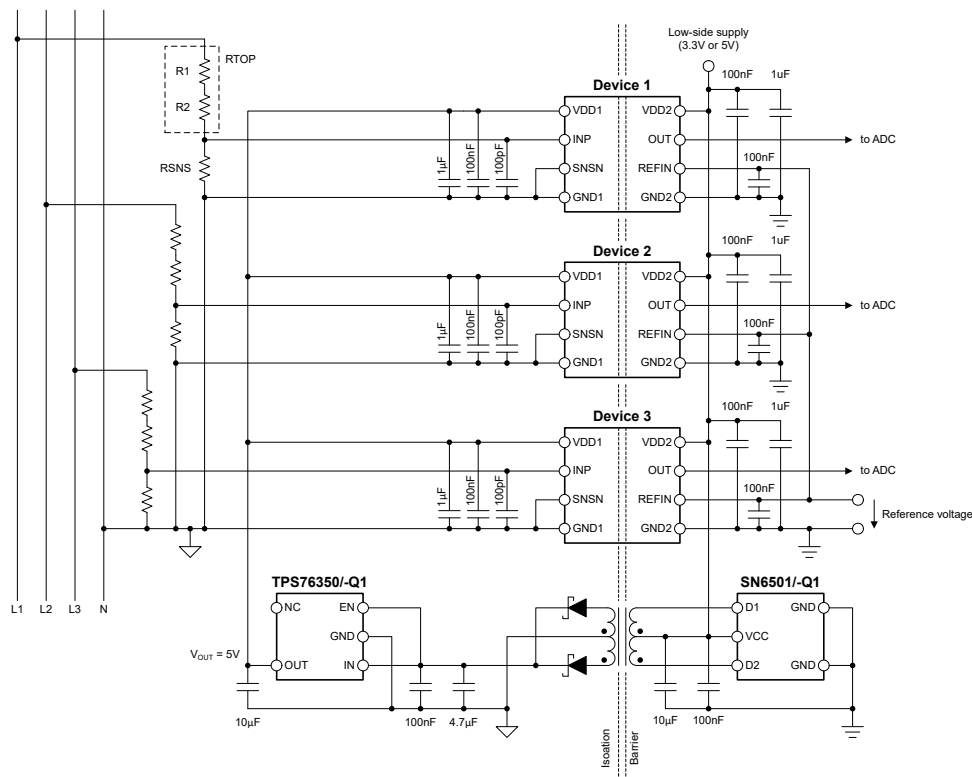 Low-side supply
(3.3V or 5V)
RTOP
R1
R2
RSNS
Device 1
100nF
1uF
VDD1
VDD2
INP
OUT
to ADC
1µF
100nF
100pF
100nF
SNSN
REFIN
GND1
GND2
Device 2
100nF
1uF
VDD1
VDD2
INP
OUT
to ADC
1µF
100nF
100pF
100nF
SNSN
REFIN
GND1
GND2
Device 3
100nF
1uF
VDD1
VDD2
INP
OUT
to ADC
1µF
100nF
100pF
100nF
SNSN
REFIN
Reference voltage
GND1
GND2
L1
L2
L3
N
TPS76350/-Q1
NC
EN
GND
OUT
IN
VOUT = 5V
10µF
100nF
4.7µF
SN6501/-Q1
D1
GND
VCC
D2
GND
10µF
100nF
Isoation
Barrier